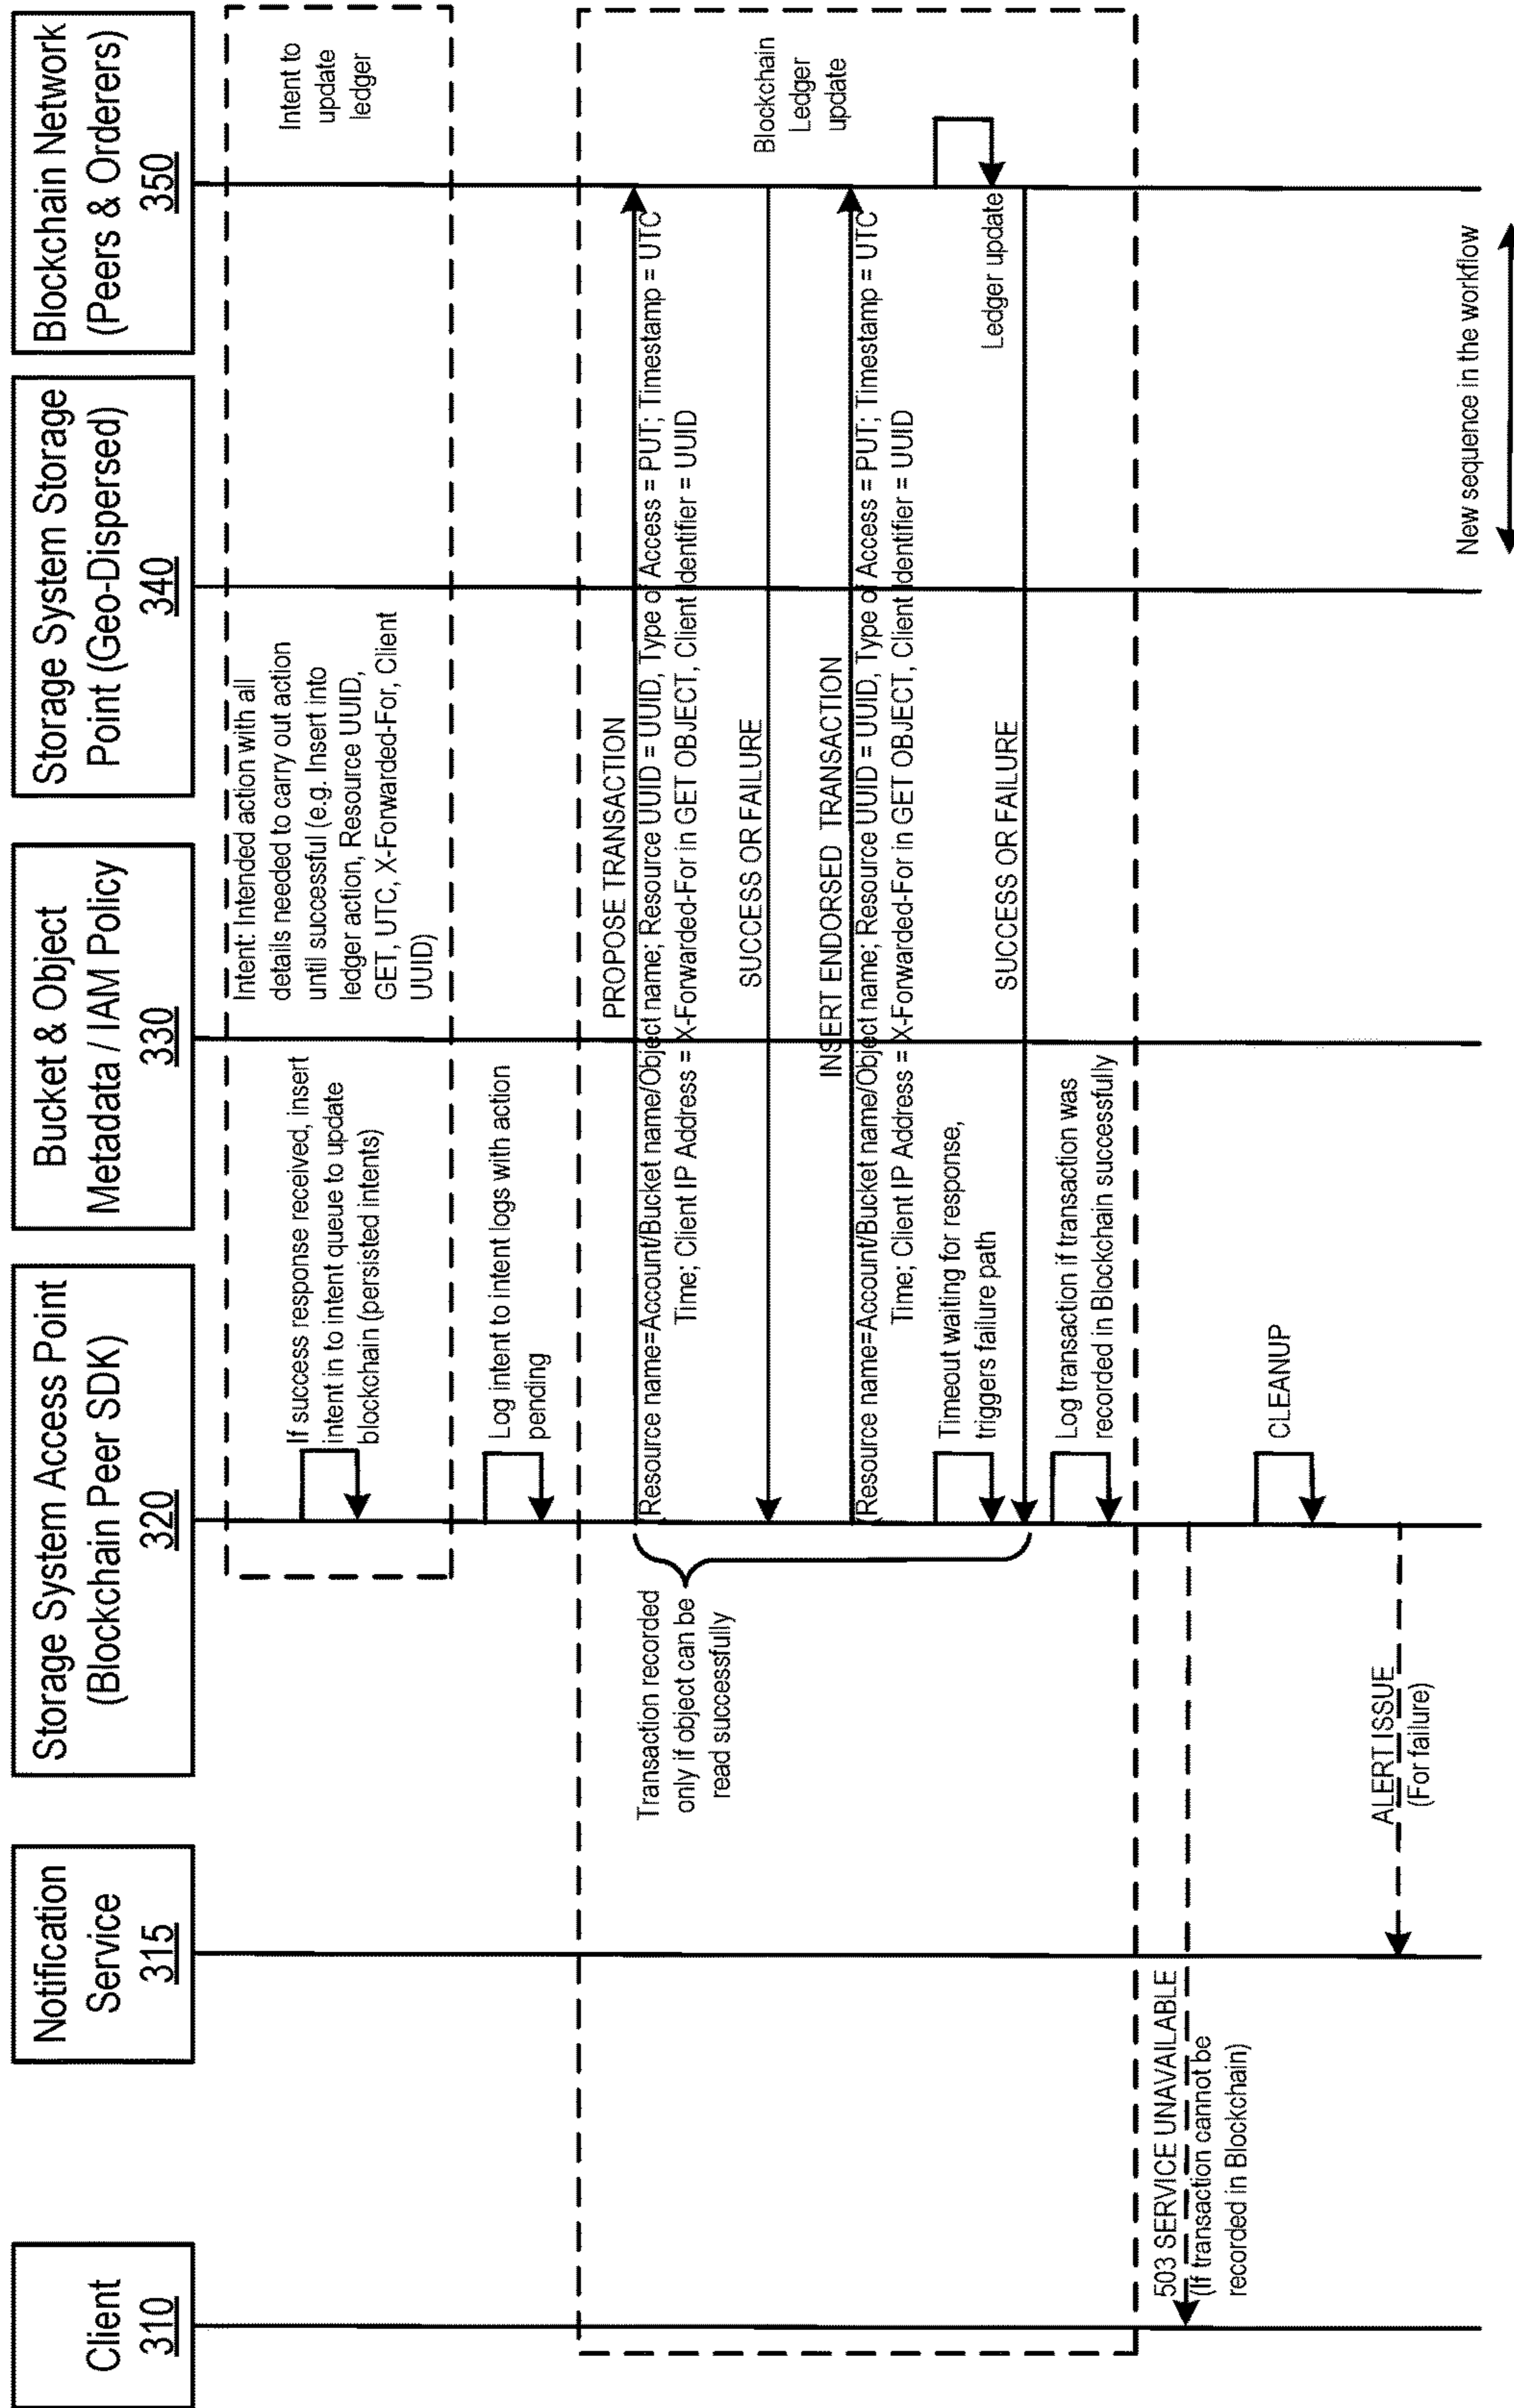 Client
310
Notification
Service
315
Storage System Access Point
(Blockchain Peer SDK)
320
Bucket & Object
Metadata / IAM Policy
330
Storage System Storage
Point (Geo-Dispersed)
340
Blockchain Network
(Peers & Orderers)
350
If success response received, insert
intent in to intent queue to update
blockchain (persisted intents)
Intent: Intended action with all
details needed to carry out action
until successful (e.g. Insert into
ledger action, Resource UUID,
GET, UTC, X-Forwarded-For, Client
UUID)
Intent to
update
ledger
Log intent to intent logs with action
pending
Transaction recorded
only if object can be
read successfully
PROPOSE TRANSACTION
Resource name=Account/Bucket name/Object name; Resource UUID = UUID, Type of Access = PUT; Timestamp = UTC
Time; Client IP Address = X-Forwarded-For in GET OBJECT, Client Identifier = UUID
SUCCESS OR FAILURE
Blockchain
Ledger
update
INSERT ENDORSED TRANSACTION
Resource name=Account/Bucket name/Object name; Resource UUID = UUID, Type of Access = PUT; Timestamp = UTC
Time; Client IP Address = X-Forwarded-For in GET OBJECT, Client Identifier = UUID
Timeout waiting for response,
triggers failure path
Ledger update
SUCCESS OR FAILURE
Log transaction if transaction was
recorded in Blockchain successfully
503 SERVICE UNAVAILABLE
(If transaction cannot be
recorded in Blockchain)
CLEANUP
ALERT ISSUE
(For failure)
New sequence in the workflow